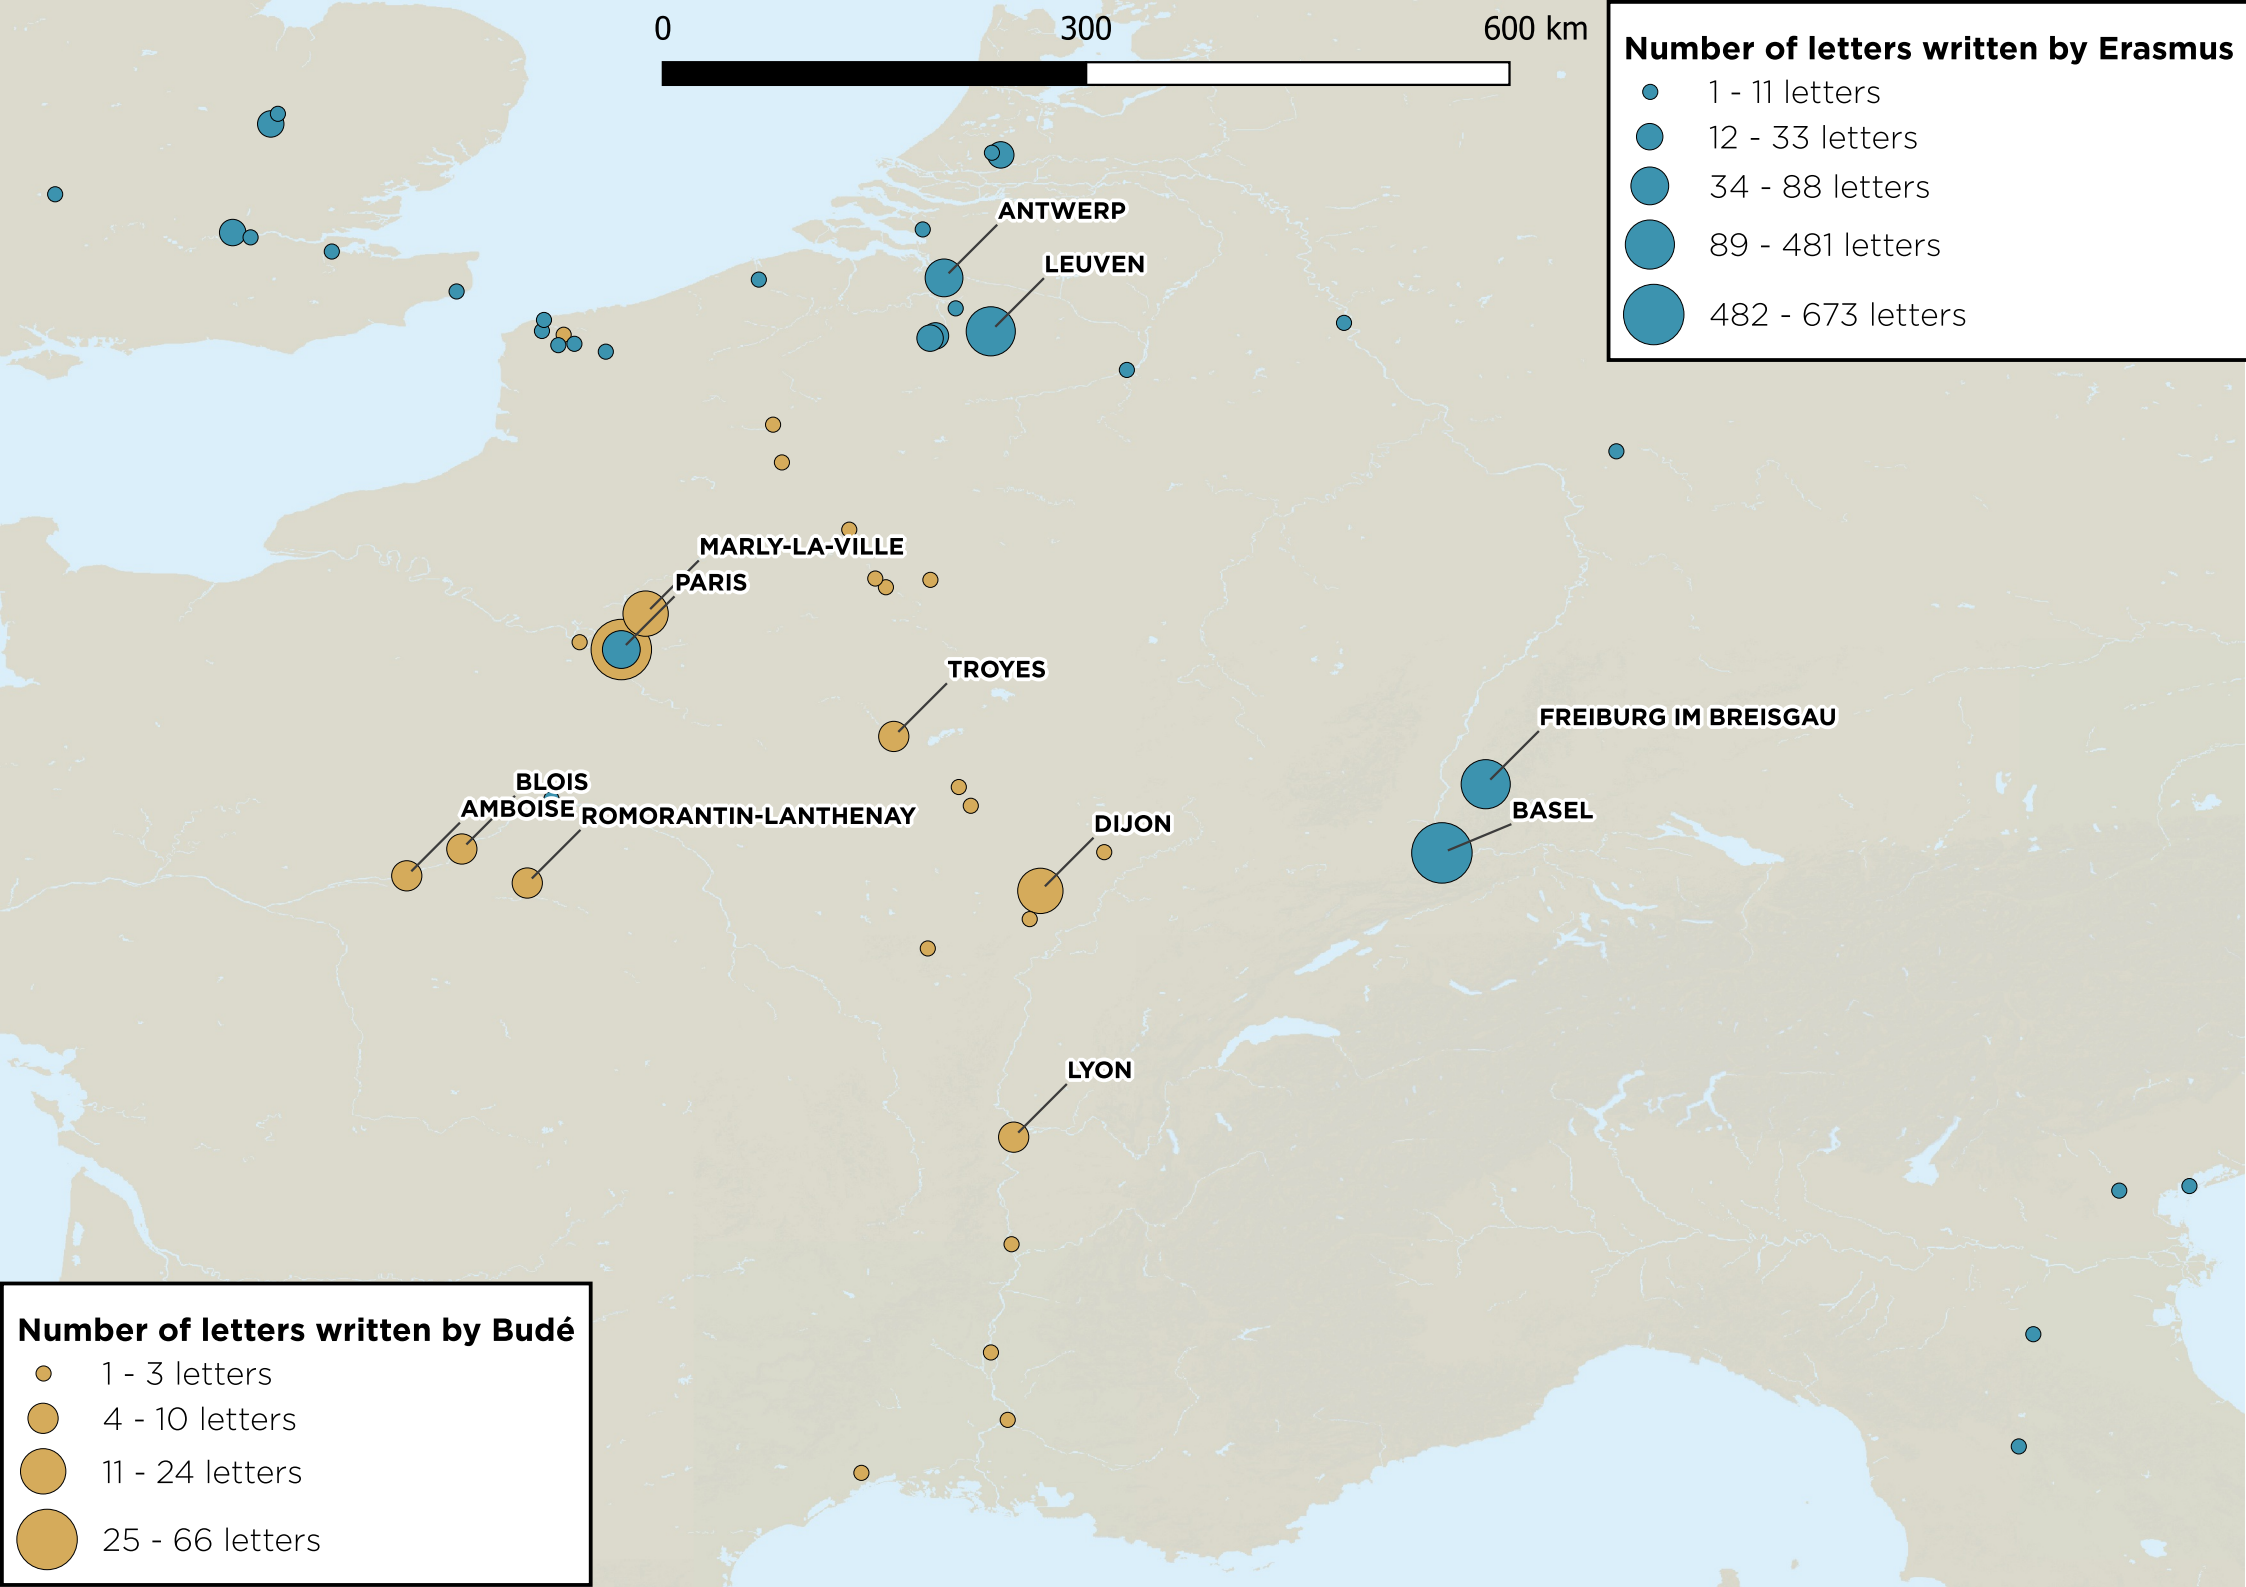 0 300 600 km
Number of letters written by Erasmus
1 - 11 letters
12 - 33 letters
34 - 88 letters
89 - 481 letters
482 - 673 letters
ANTWERP
LEUVEN
MARLY-LA-VILLE
PARIS
TROYES
FREIBURG IM BREISGAU
BLOIS
AMBOISE
ROMORANTIN-LANTHENAY
BASEL
DIJON
LYON
Number of letters written by Budé
1 - 3 letters
4 - 10 letters
11 - 24 letters
25 - 66 letters